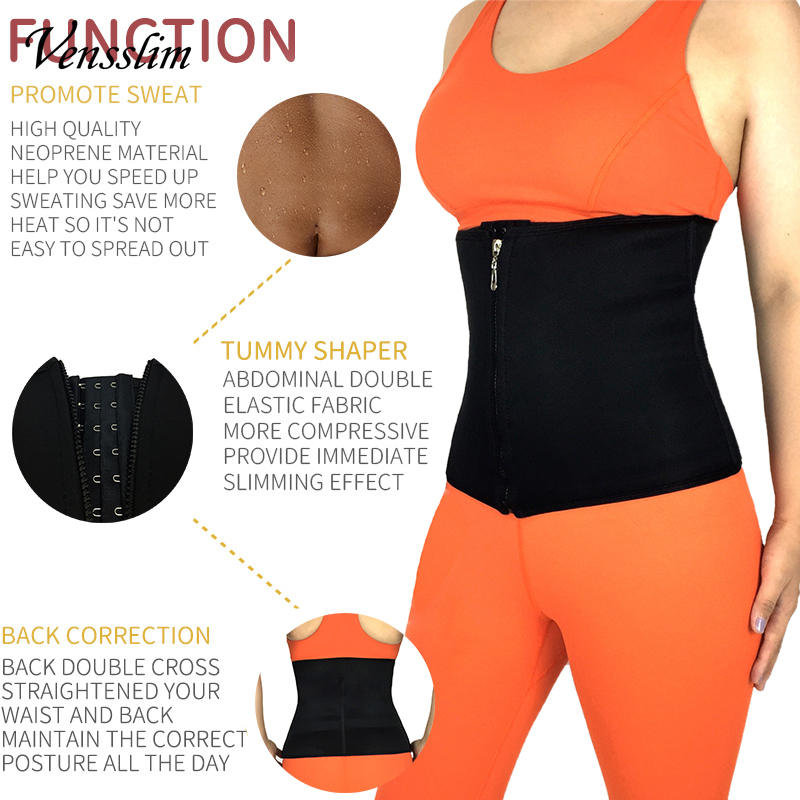 FUNCTION
Vensslim
PROMOTE SWEAT
HIGH QUALITY
NEOPRENE MATERIAL
HELP YOU SPEED UP
SWEATING SAVE MORE
HEAT SO IT'S NOT
EASY TO SPREAD OUT
TUMMY SHAPER
ABDOMINAL DOUBLE
ELASTIC FABRIC
MORE COMPRESSIVE
PROVIDE IMMEDIATE
SLIMMING EFFECT
BACK CORRECTION
BACK DOUBLE CROSS
STRAIGHTENED YOUR
WAIST AND BACK
MAINTAIN THE CORRECT
POSTURE ALL THE DAY